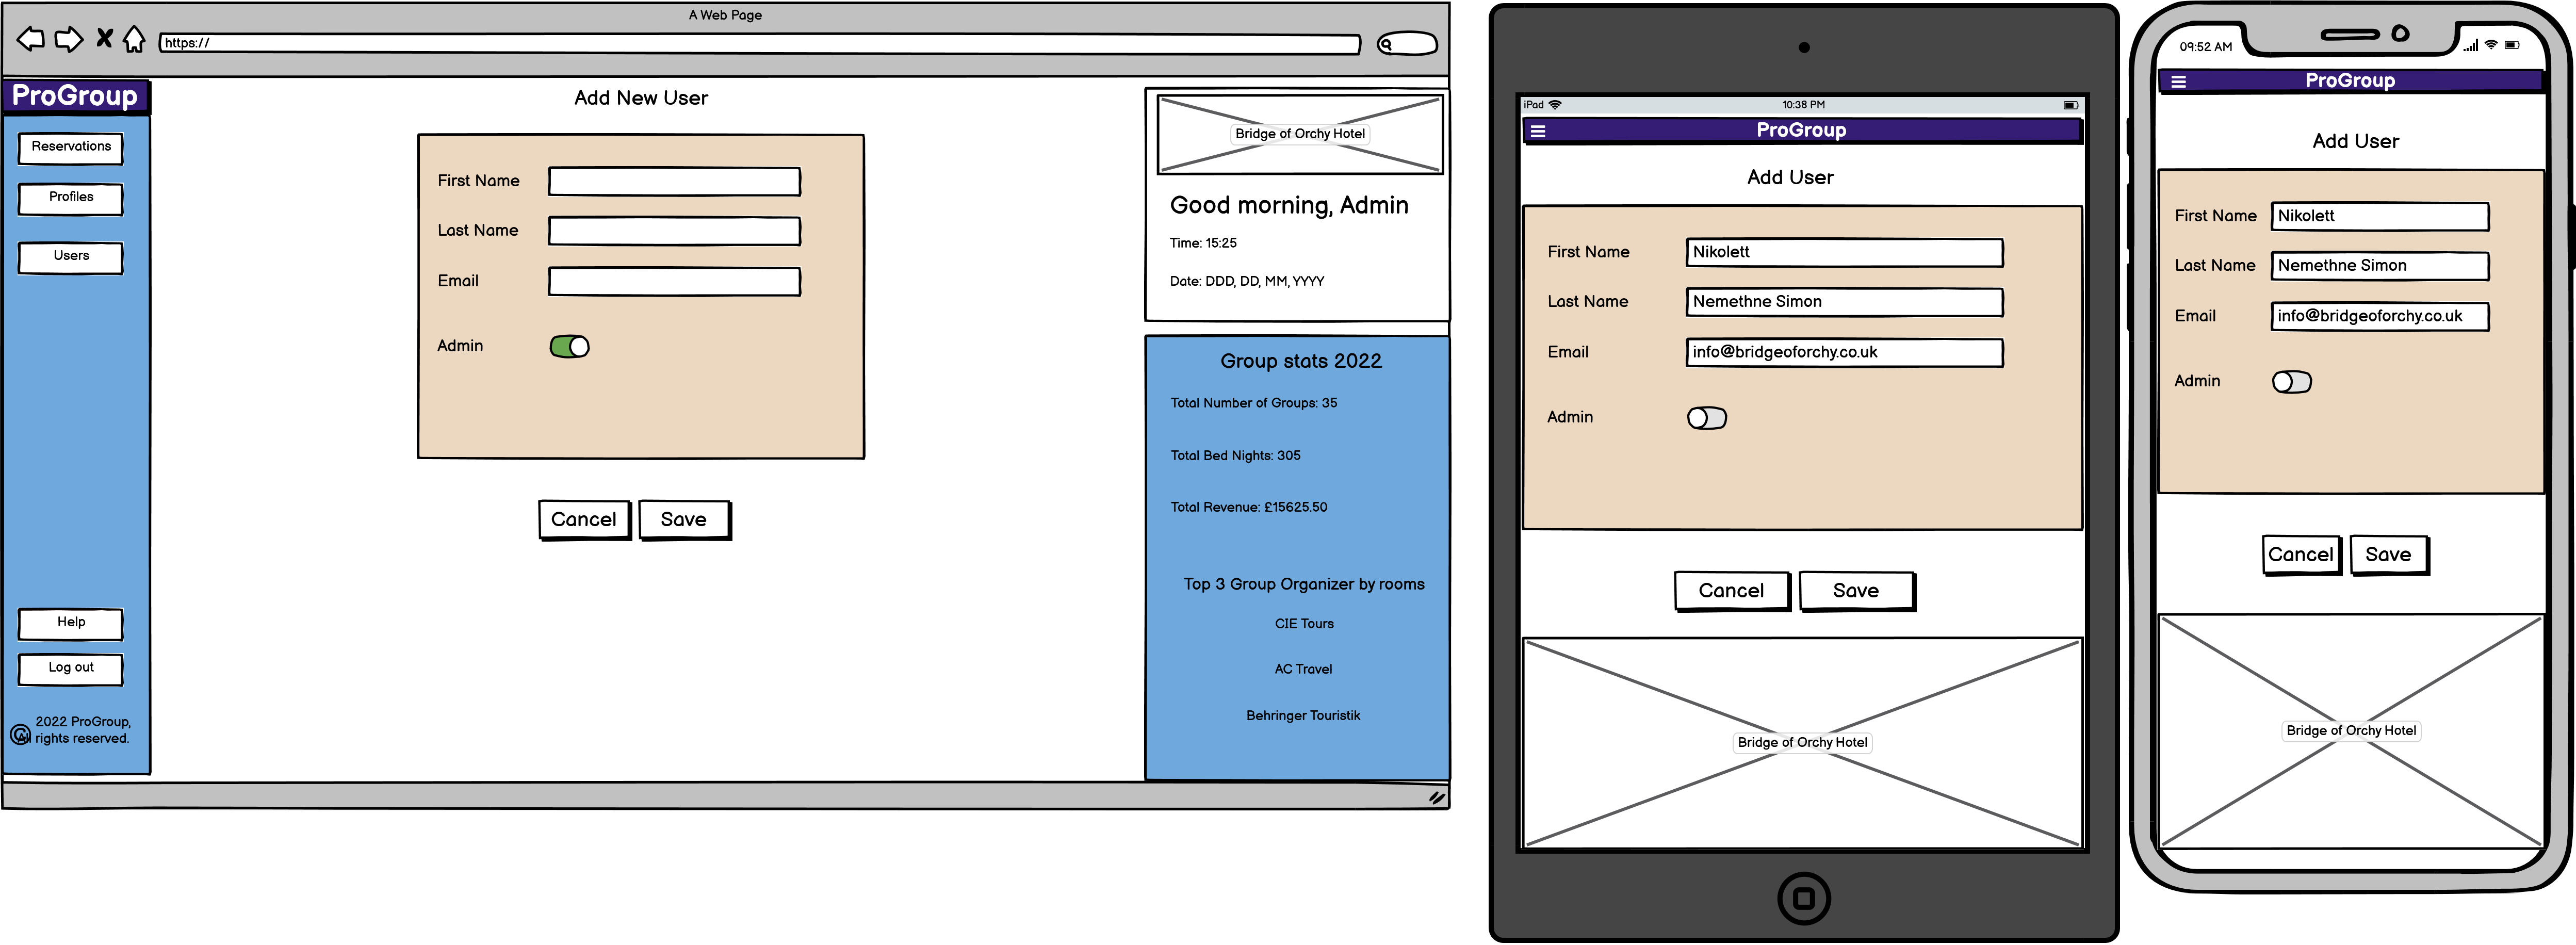 A Web Page
https://
ProGroup
Reservations
Profiles
Users
Help
Log out
2022 ProGroup,
All rights reserved.
Add New User
First Name
Last Name
Email
Admin
Cancel
Save
Bridge of Orchy Hotel
Good morning, Admin
Time: 15:25
Date: DDD, DD, MM, YYYY
Group stats 2022
Total Number of Groups: 35
Total Bed Nights: 305
Total Revenue: £15625.50
Top 3 Group Organizer by rooms
CIE Tours
AC Travel
Behringer Touristik
iPad
10:38 PM
ProGroup
Add User
First Name
Nikolett
Last Name
Nemethne Simon
Email
info@bridgeoforchy.co.uk
Admin
Cancel
Save
Bridge of Orchy Hotel
09:52 AM
ProGroup
Add User
First Name
Nikolett
Last Name
Nemethne Simon
Email
info@bridgeoforchy.co.uk
Admin
Cancel
Save
Bridge of Orchy Hotel